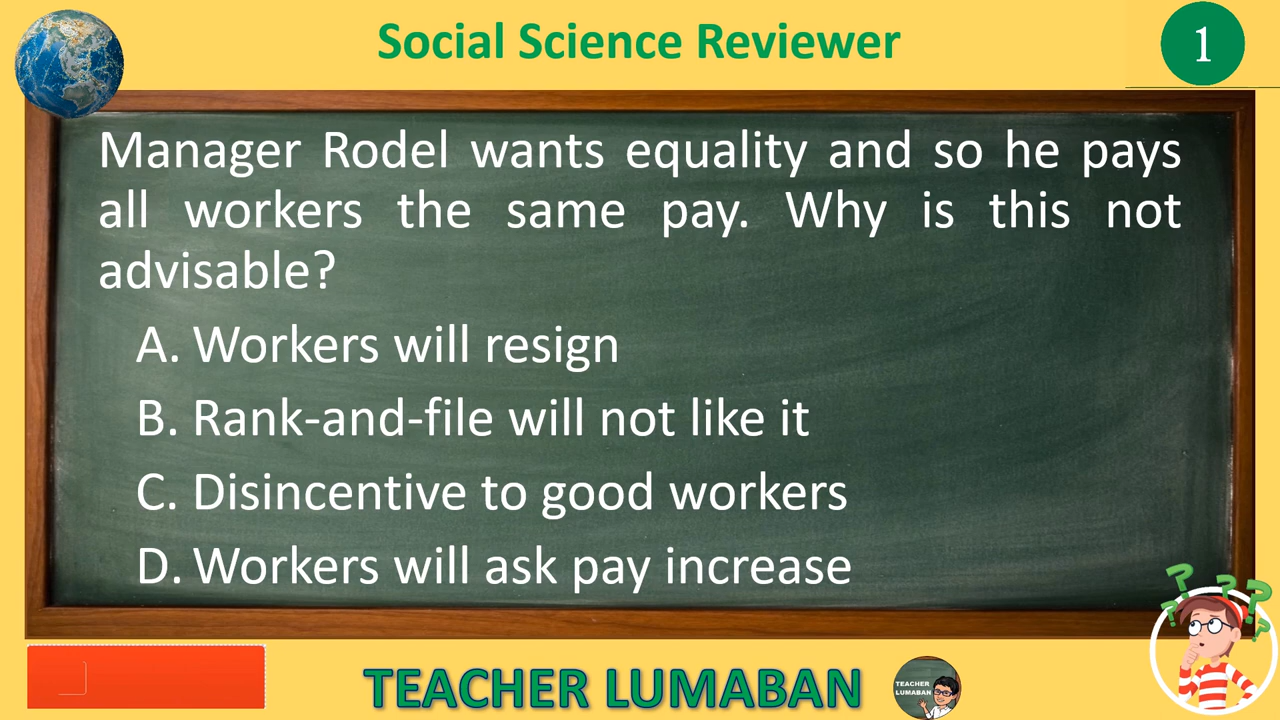 Social Science Reviewer
1
Manager Rodel wants equality and so he pays
all workers the same pay. Why is this not
advisable?
A. Workers will resign
B. Rank-and-file will not like it
C. Disincentive to good workers
D. Workers will ask pay increase
TEACHER LUMABAN
TEACHER
LUMABAN